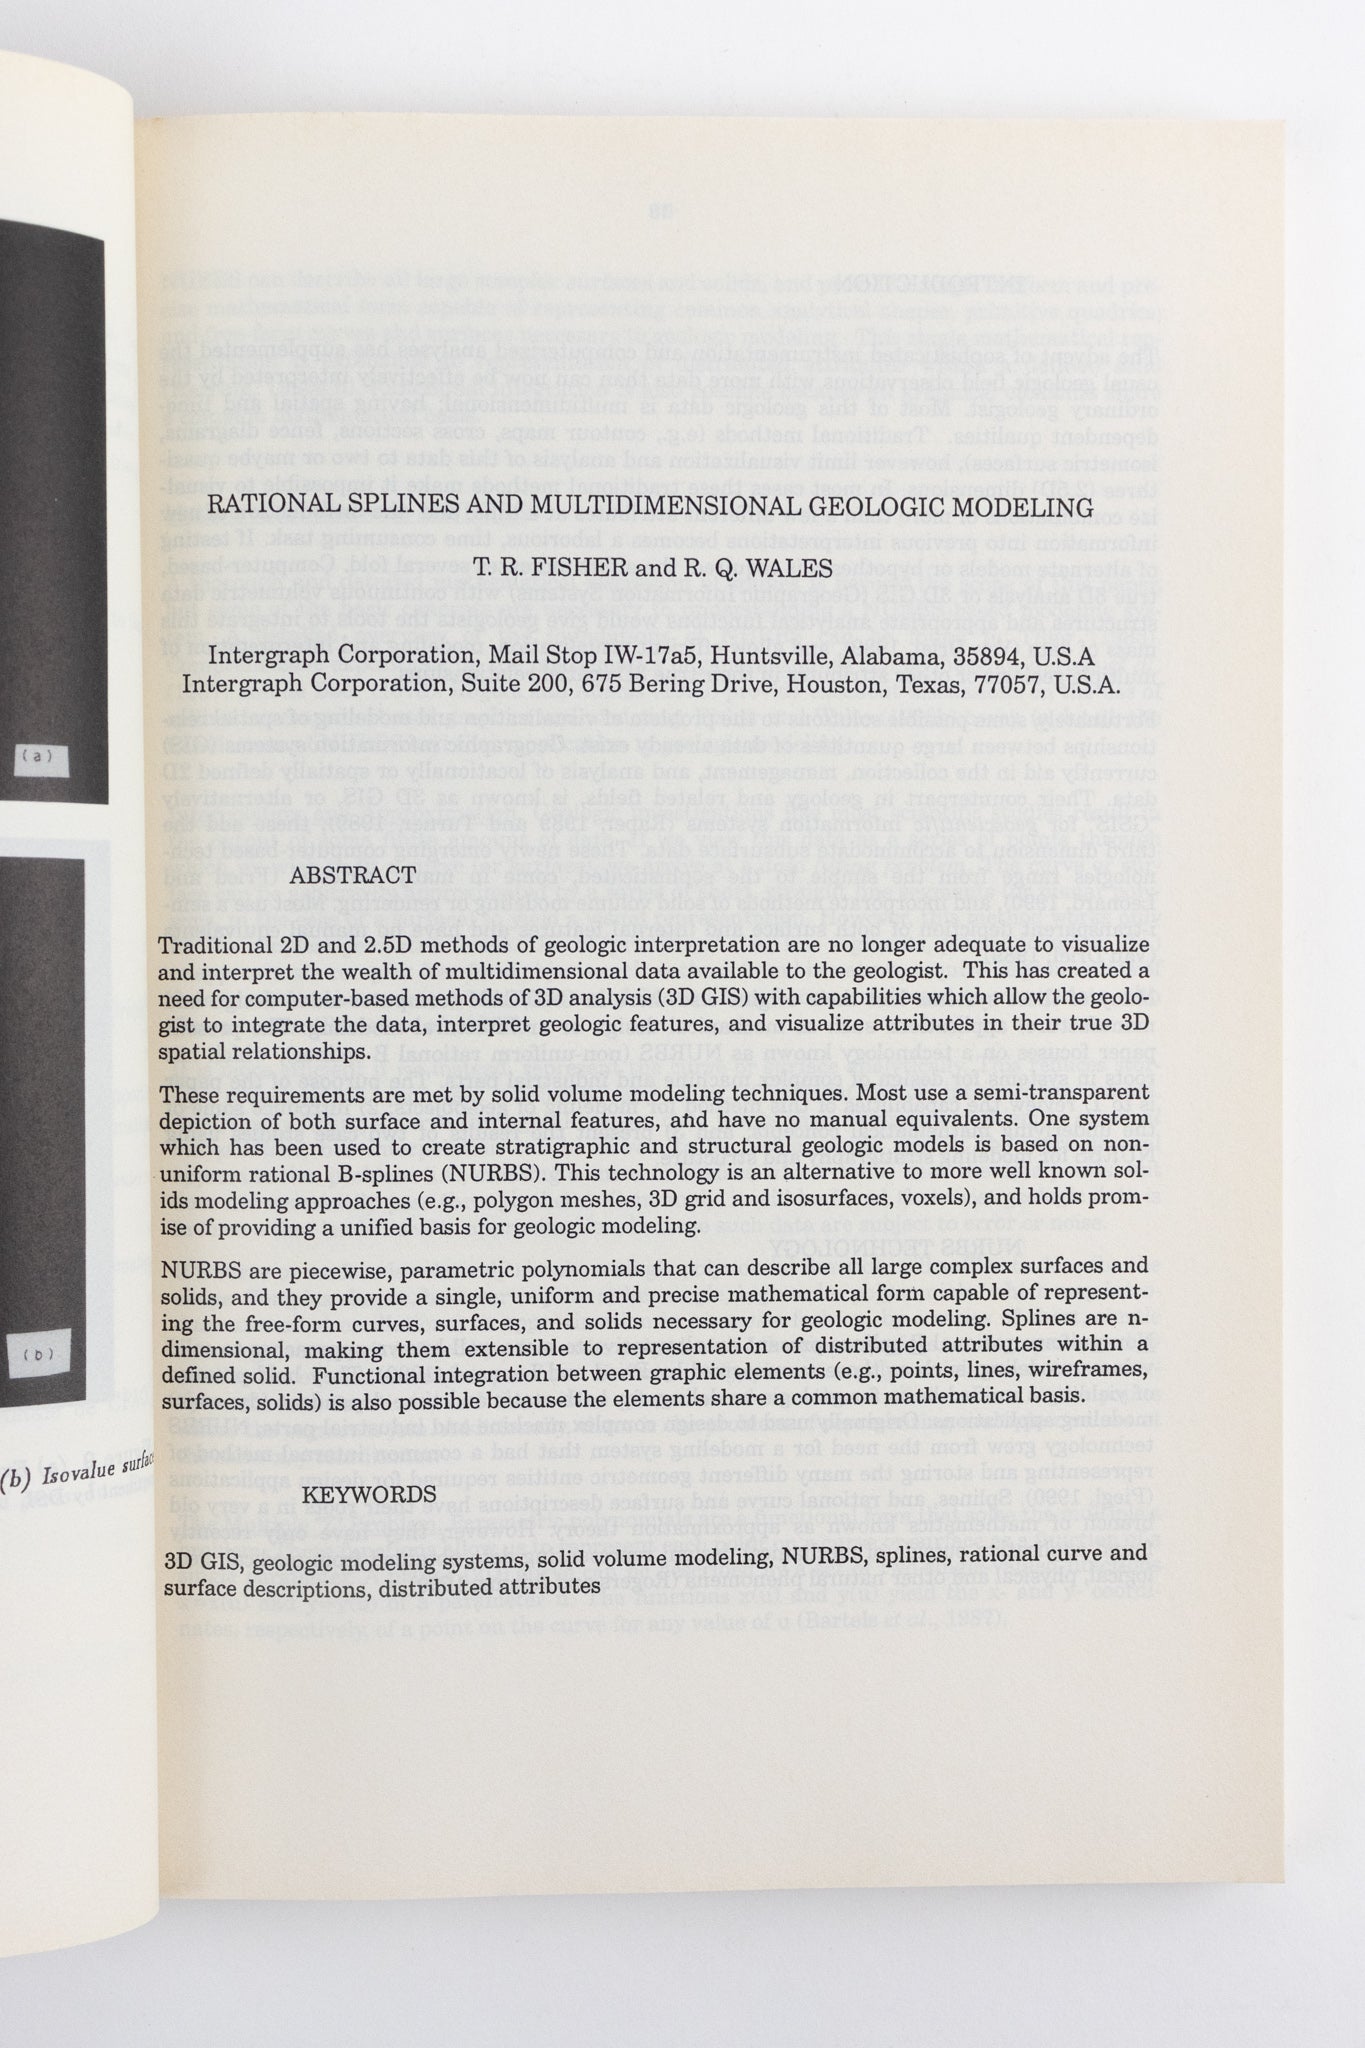 (a)
(b)
(b) Isovalue surfac
RATIONAL SPLINES AND MULTIDIMENSIONAL GEOLOGIC MODELING
T. R. FISHER and R. Q. WALES
Intergraph Corporation, Mail Stop IW-17a5, Huntsville, Alabama, 35894, U.S.A
Intergraph Corporation, Suite 200, 675 Bering Drive, Houston, Texas, 77057, U.S.A.
ABSTRACT
Traditional 2D and 2.5D methods of geologic interpretation are no longer adequate to visualize
and interpret the wealth of multidimensional data available to the geologist. This has created a
need for computer-based methods of 3D analysis (3D GIS) with capabilities which allow the geolo-
gist to integrate the data, interpret geologic features, and visualize attributes in their true 3D
spatial relationships.
These requirements are met by solid volume modeling techniques. Most use a semi-transparent
depiction of both surface and internal features, and have no manual equivalents. One system
which has been used to create stratigraphic and structural geologic models is based on non-
uniform rational B-splines (NURBS). This technology is an alternative to more well known sol-
ids modeling approaches (e.g., polygon meshes, 3D grid and isosurfaces, voxels), and holds prom-
ise of providing a unified basis for geologic modeling.
NURBS are piecewise, parametric polynomials that can describe all large complex surfaces and
solids, and they provide a single, uniform and precise mathematical form capable of represent-
ing the free-form curves, surfaces, and solids necessary for geologic modeling. Splines are n-
dimensional, making them extensible to representation of distributed attributes within a
defined solid. Functional integration between graphic elements (e.g., points, lines, wireframes,
surfaces, solids) is also possible because the elements share a common mathematical basis.
KEYWORDS
3D GIS, geologic modeling systems, solid volume modeling, NURBS, splines, rational curve and
surface descriptions, distributed attributes